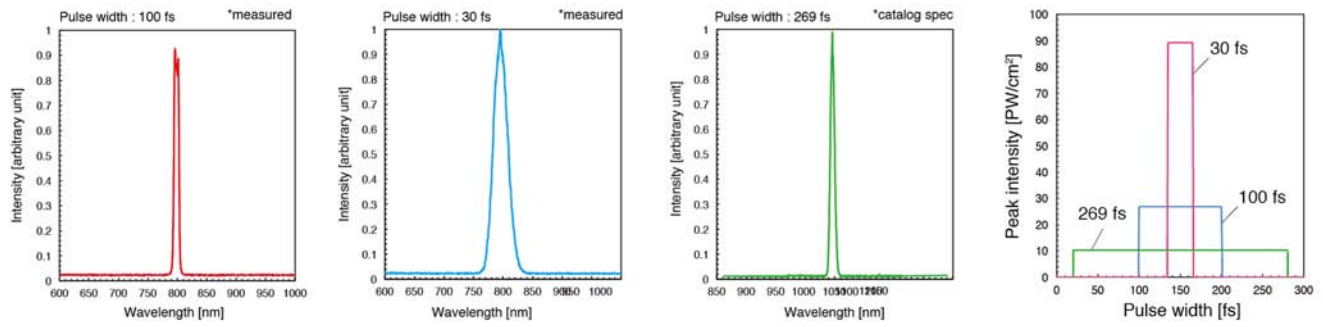 Pulse width : 100 fs
*measured
1
0.9
0.8
0.7
0.6
0.5
0.4
0.3
0.2
0.1
0
Intensity [arbitrary unit]
600 650 700 750 800 850 900 950 1000
Wavelength [nm]
Pulse width : 30 fs
*measured
1
0.9
0.8
0.7
0.6
0.5
0.4
0.3
0.2
0.1
0
Intensity [arbitrary unit]
600 650 700 750 800 850 900 950 1000
Wavelength [nm]
Pulse width : 269 fs
*catalog spec
1
0.9
0.8
0.7
0.6
0.5
0.4
0.3
0.2
0.1
0
Intensity [arbitrary unit]
850 900 950 1000 1050 1100
Wavelength [nm]
100
90
80
70
60
50
40
30
20
10
0
Peak intensity [PW/cm²]
30 fs
100 fs
269 fs
0 50 100 150 200 250 300
Pulse width [fs]